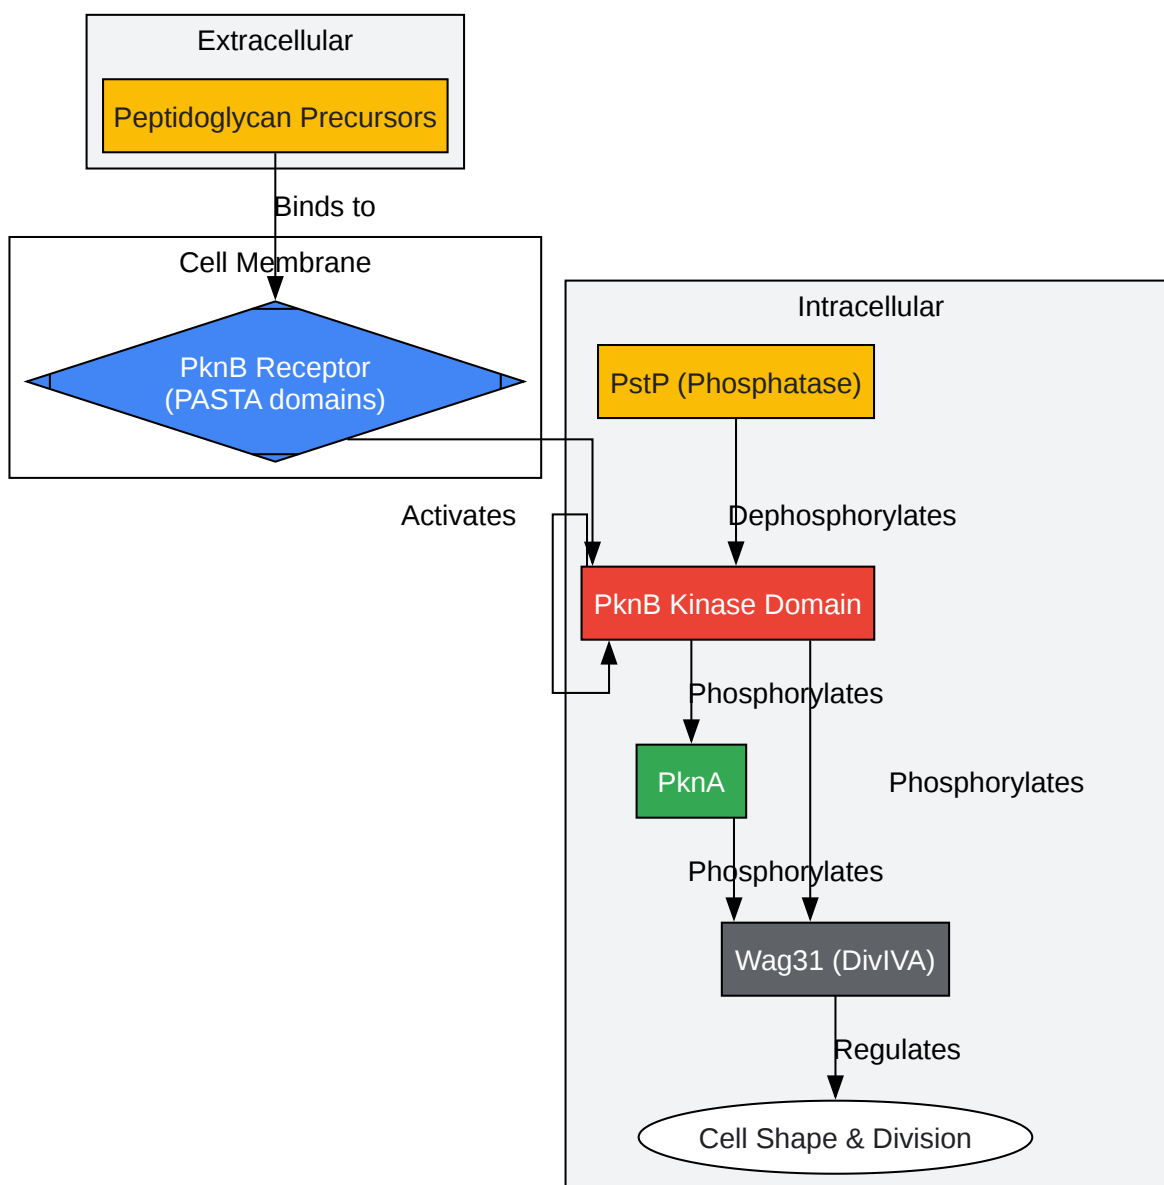 Extracellular
Peptidoglycan Precursors
Binds to
Cell Membrane
PknB Receptor
(PASTA domains)
Intracellular
PstP (Phosphatase)
Activates
Dephosphorylates
PknB Kinase Domain
Phosphorylates
PknA
Phosphorylates
Phosphorylates
Wag31 (DivIVA)
Regulates
Cell Shape & Division